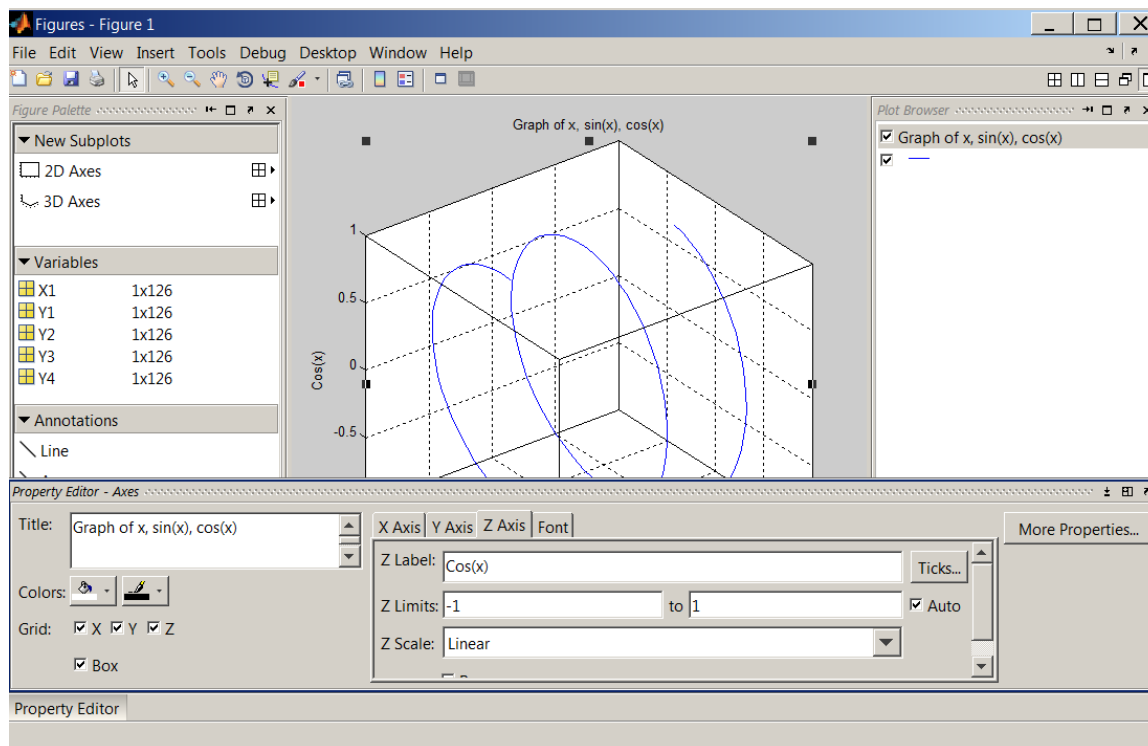 Figures - Figure 1
File Edit View Insert Tools Debug Desktop Window Help
Figure Palette
New Subplots
2D Axes
3D Axes
Variables
X1 1x126
Y1 1x126
Y2 1x126
Y3 1x126
Y4 1x126
Annotations
Line
Graph of x, sin(x), cos(x)
1
0.5
0
-0.5
Cos(x)
Plot Browser
Graph of x, sin(x), cos(x)
Property Editor - Axes
Title: Graph of x, sin(x), cos(x)
Colors:
Grid: X Y Z
Box
X Axis Y Axis Z Axis Font
Z Label: Cos(x) Ticks...
Z Limits: -1 to 1 Auto
Z Scale: Linear
More Properties...
Property Editor